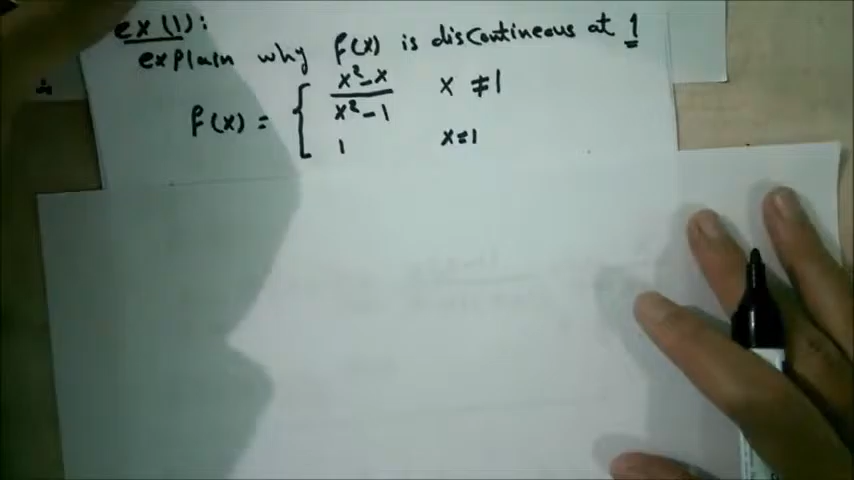 ex(1):
explain why f(x) is discontineous at 1
f(x) = { x²-x / x²-1 x ≠ 1
1 x=1